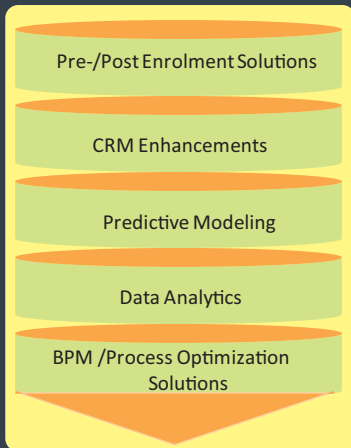 Pre-/Post Enrolment Solutions
CRM Enhancements
Predictive Modeling
Data Analytics
BPM /Process Optimization
Solutions